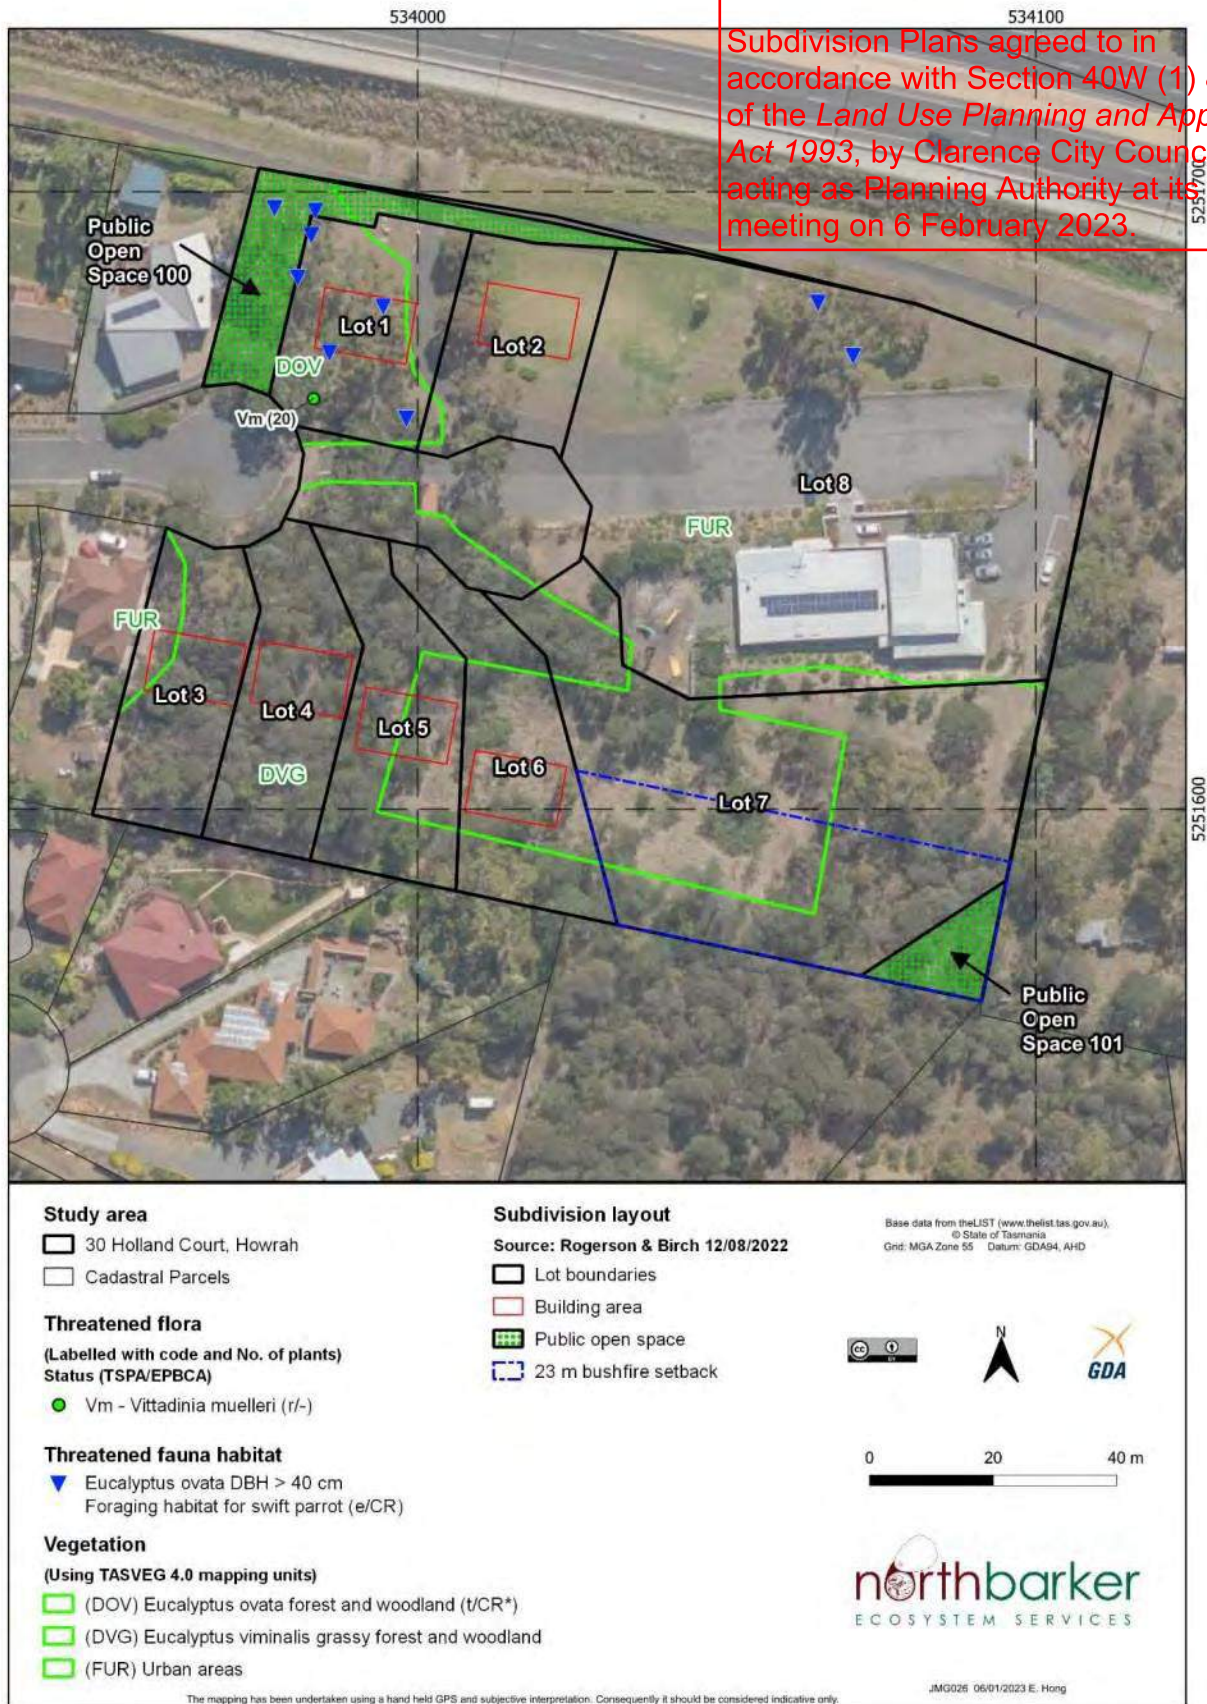 534000
534100
Subdivision Plans agreed to in
accordance with Section 40W (1)
of the Land Use Planning and App
Act 1993, by Clarence City Counc
acting as Planning Authority at its
meeting on 6 February 2023.
5251700
Public
Open
Space 100
Lot 1
Lot 2
DOV
Vm (20)
Lot 8
FUR
FUR
Lot 3
Lot 4
Lot 5
Lot 6
DVG
Lot 7
5251600
Public
Open
Space 101
Study area
30 Holland Court, Howrah
Cadastral Parcels
Threatened flora
(Labelled with code and No. of plants)
Status (TSPA/EPBCA)
Vm - Vittadinia muelleri (r/-)
Threatened fauna habitat
Eucalyptus ovata DBH > 40 cm
Foraging habitat for swift parrot (e/CR)
Vegetation
(Using TASVEG 4.0 mapping units)
(DOV) Eucalyptus ovata forest and woodland (t/CR*)
(DVG) Eucalyptus viminalis grassy forest and woodland
(FUR) Urban areas
Subdivision layout
Source: Rogerson & Birch 12/08/2022
Lot boundaries
Building area
Public open space
23 m bushfire setback
Base data from theLIST (www.thelist.tas.gov.au),
© State of Tasmania
Grid: MGA Zone 55 Datum: GDA94, AHD
cc
BY
N
GDA
0 20 40 m
northbarker
ECOSYSTEM SERVICES
JMG026 06/01/2023 E. Hong
The mapping has been undertaken using a hand held GPS and subjective interpretation. Consequently it should be considered indicative only.